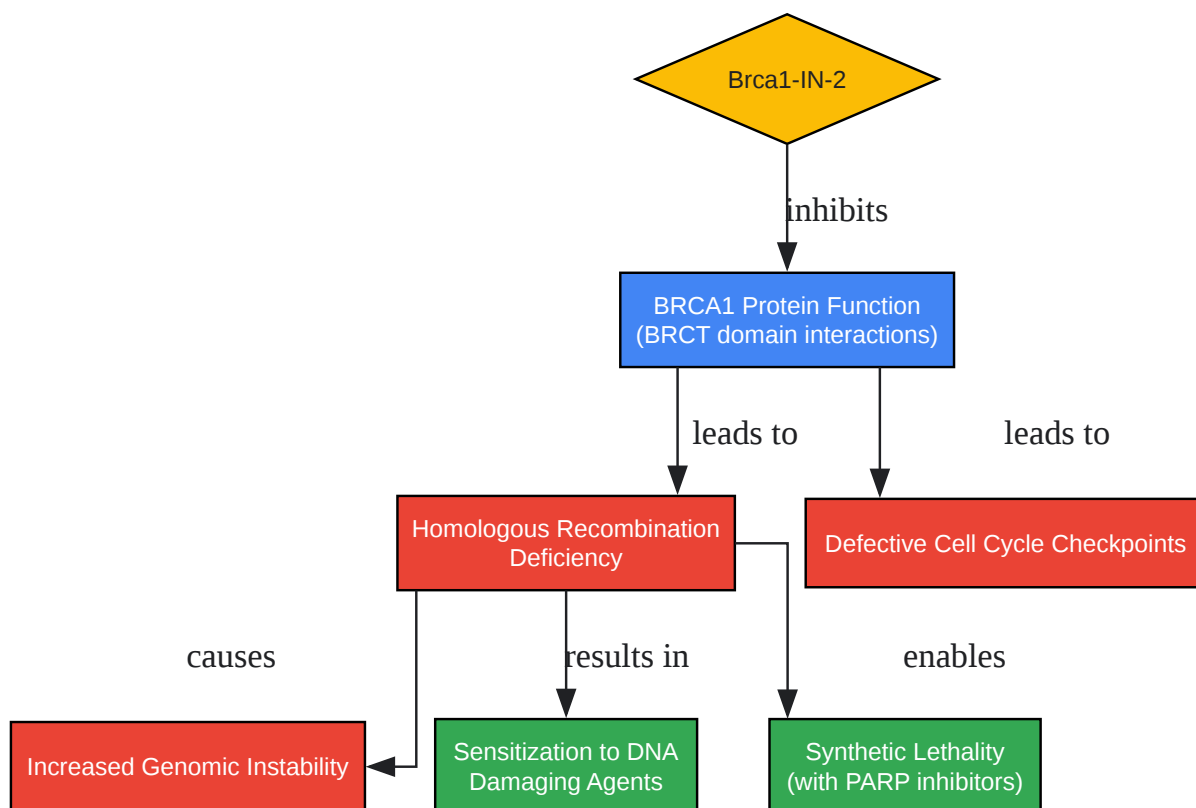 Brca1-IN-2
inhibits
BRCA1 Protein Function
(BRCT domain interactions)
leads to
leads to
Homologous Recombination
Deficiency
Defective Cell Cycle Checkpoints
causes
results in
enables
Increased Genomic Instability
Sensitization to DNA
Damaging Agents
Synthetic Lethality
(with PARP inhibitors)